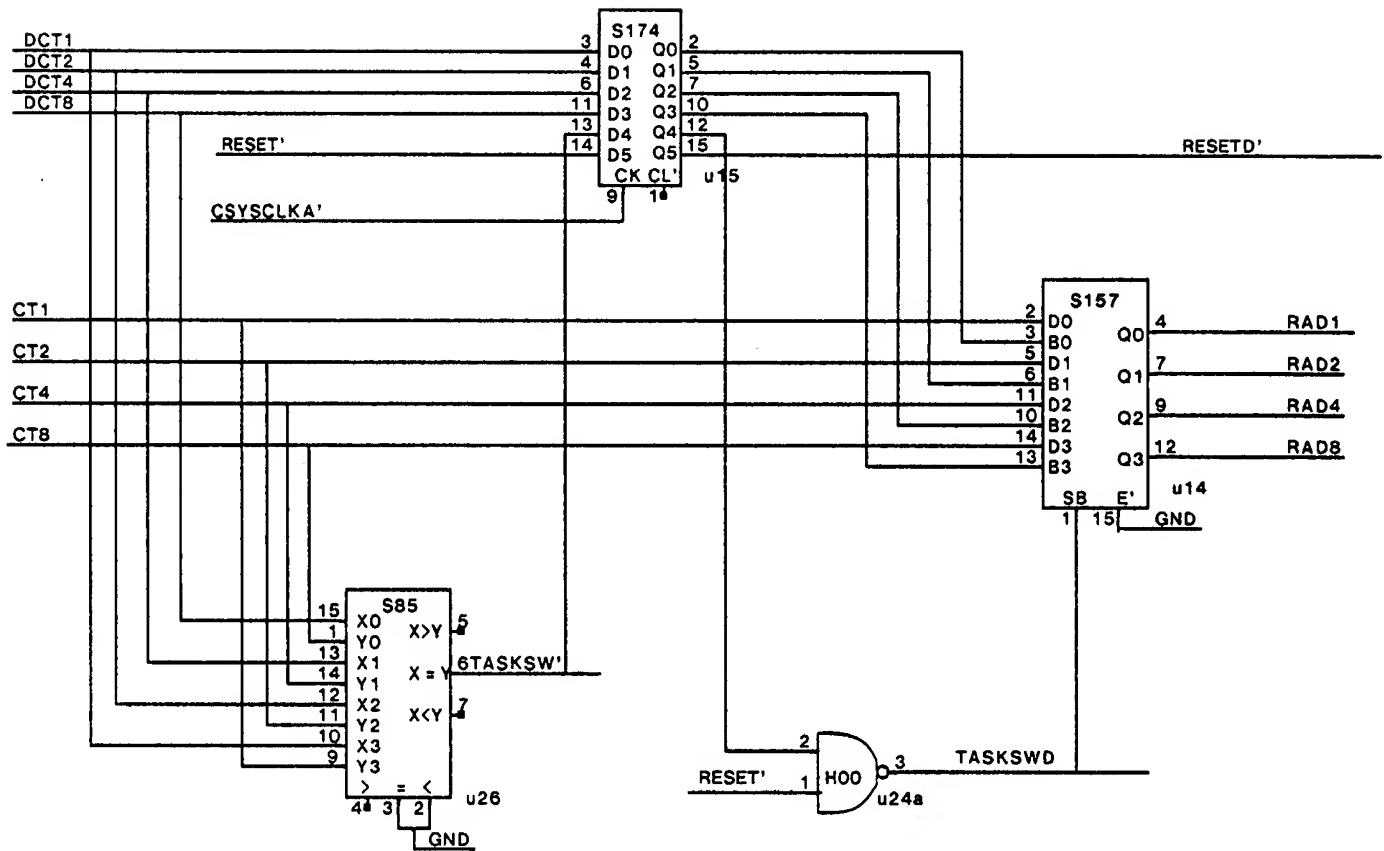 S174
DCT1 3 D0 Q0 2
DCT2 4 D1 Q1 5
DCT4 6 D2 Q2 7
DCT8 11 D3 Q3 10
13 D4 Q4 12
RESET' 14 D5 Q5 15 RESETD'
CK CL' u15
9 1
CSYSCLKA'
S157
CT1 2 D0 Q0 4 RAD1
3 B0
CT2 5 D1 Q1 7 RAD2
6 B1
CT4 11 D2 Q2 9 RAD4
10 B2
CT8 14 D3 Q3 12 RAD8
13 B3
SB E' u14
1 15 GND
S85
15 X0 X>Y 5
1 Y0
13 X1 X=Y 6 TASKSW'
14 Y1
12 X2 X<Y 7
11 Y2
10 X3
9 Y3
> = <
4 3 2 u26
GND
2
RESET' 1 H00 3 TASKSWD
u24a